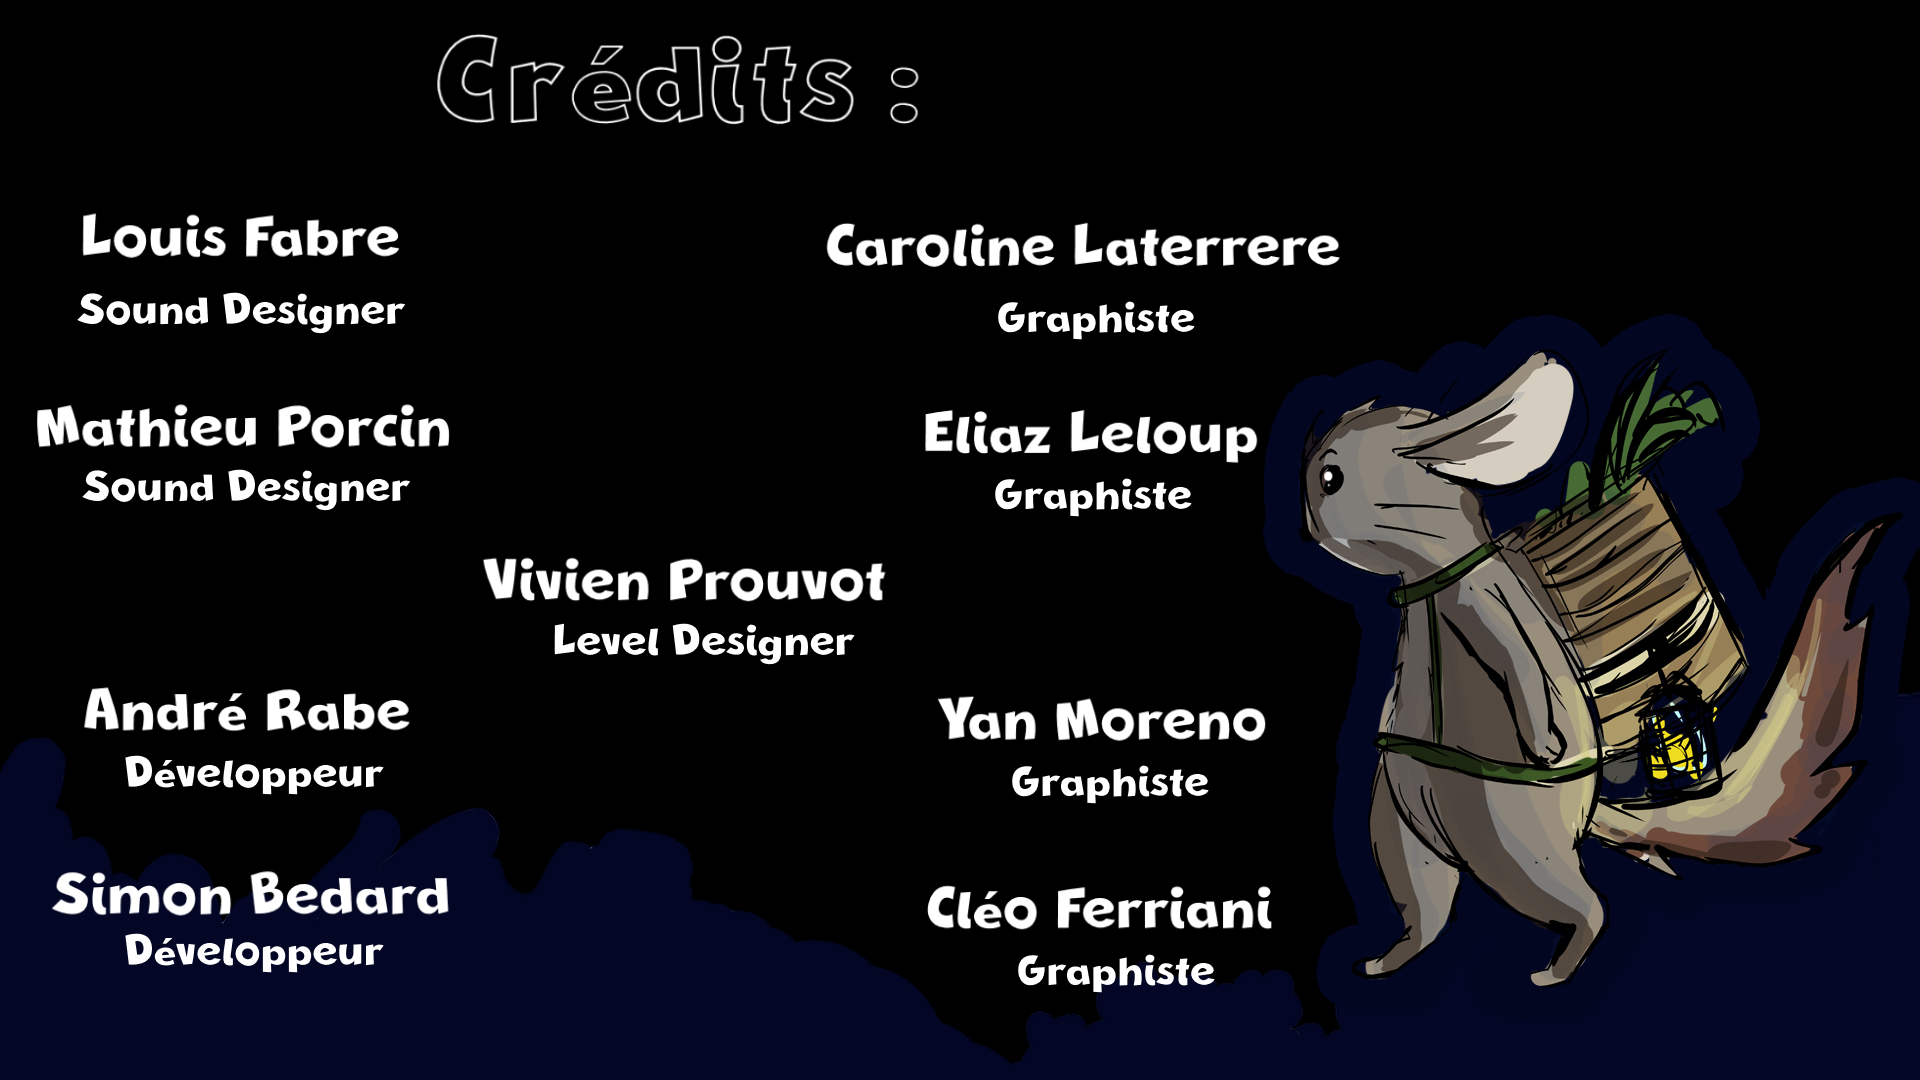 Crédits :
Louis Fabre
Sound Designer
Caroline Laterrere
Graphiste
Mathieu Porcin
Sound Designer
Eliaz Leloup
Graphiste
Vivien Prouvot
Level Designer
André Rabe
Développeur
Yan Moreno
Graphiste
Simon Bedard
Développeur
Cléo Ferriani
Graphiste